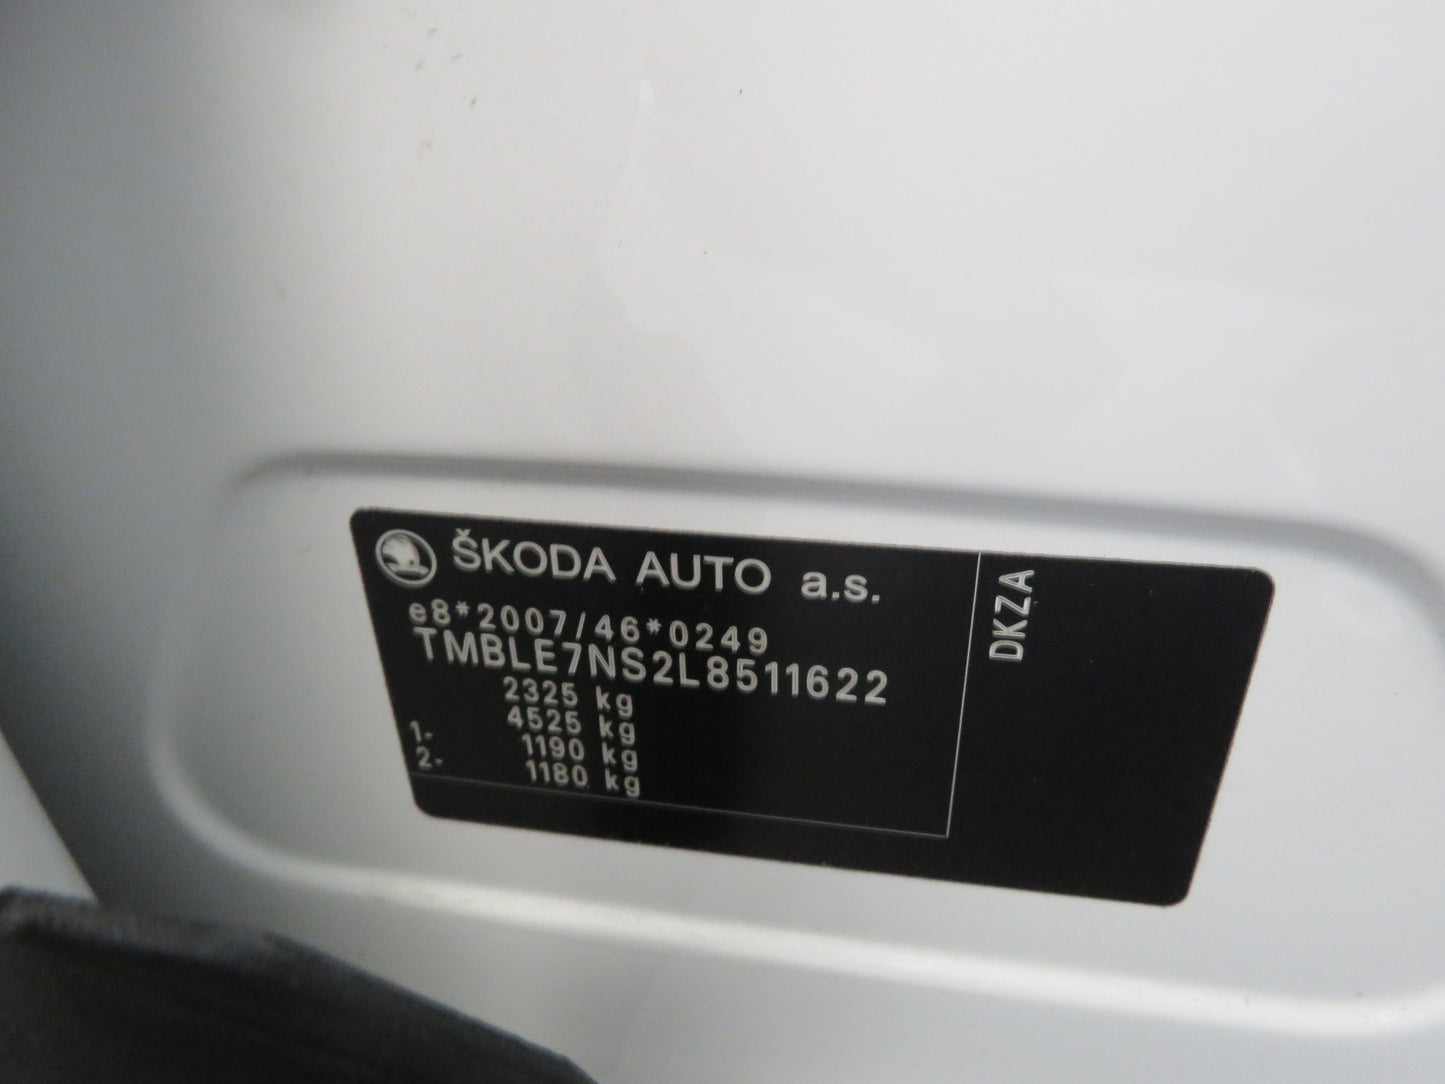 ŠKODA AUTO a.s.
e8*2007/46*0249
TMBLE7NS2L8511622
2325 kg
4525 kg
1- 1190 kg
2- 1180 kg
DKZA